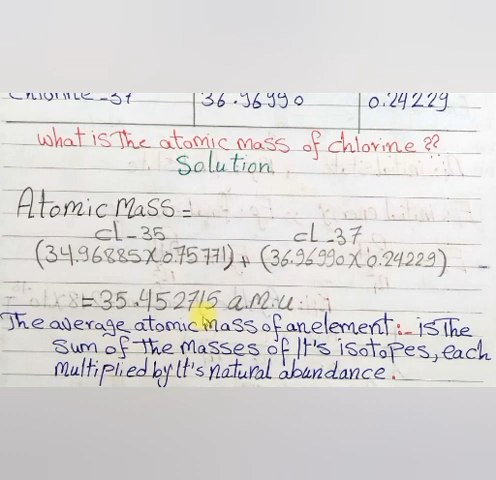 Chlorine -37 36.96990 0.24229
What is The atomic mass of chlorine ??
Solution
Atomic Mass =
cl - 35 cl - 37
(34.96885 X 0.75771) + (36.96990 X 0.24229)
= 35.452715 a.m.u
The average atomic mass of an element :- is The
sum of the masses of It's isotopes, each
multiplied by It's natural abundance.